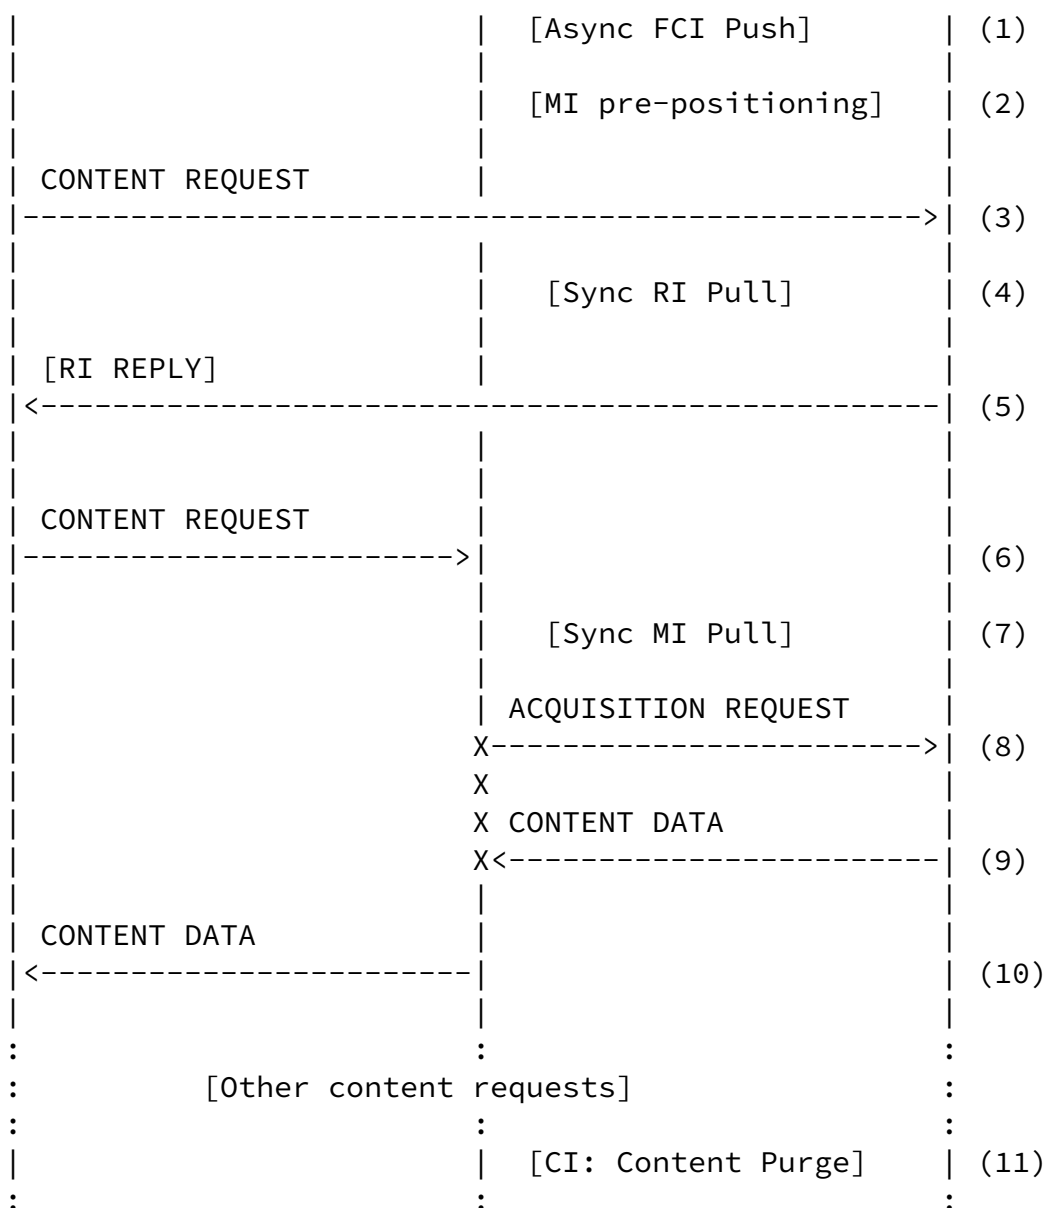 [Async FCI Push] (1)
[MI pre-positioning] (2)
CONTENT REQUEST
(3)
[Sync RI Pull] (4)
[RI REPLY]
(5)
CONTENT REQUEST
(6)
[Sync MI Pull] (7)
ACQUISITION REQUEST
X (8)
X
X CONTENT DATA
X (9)
CONTENT DATA
(10)
[Other content requests]
[CI: Content Purge] (11)